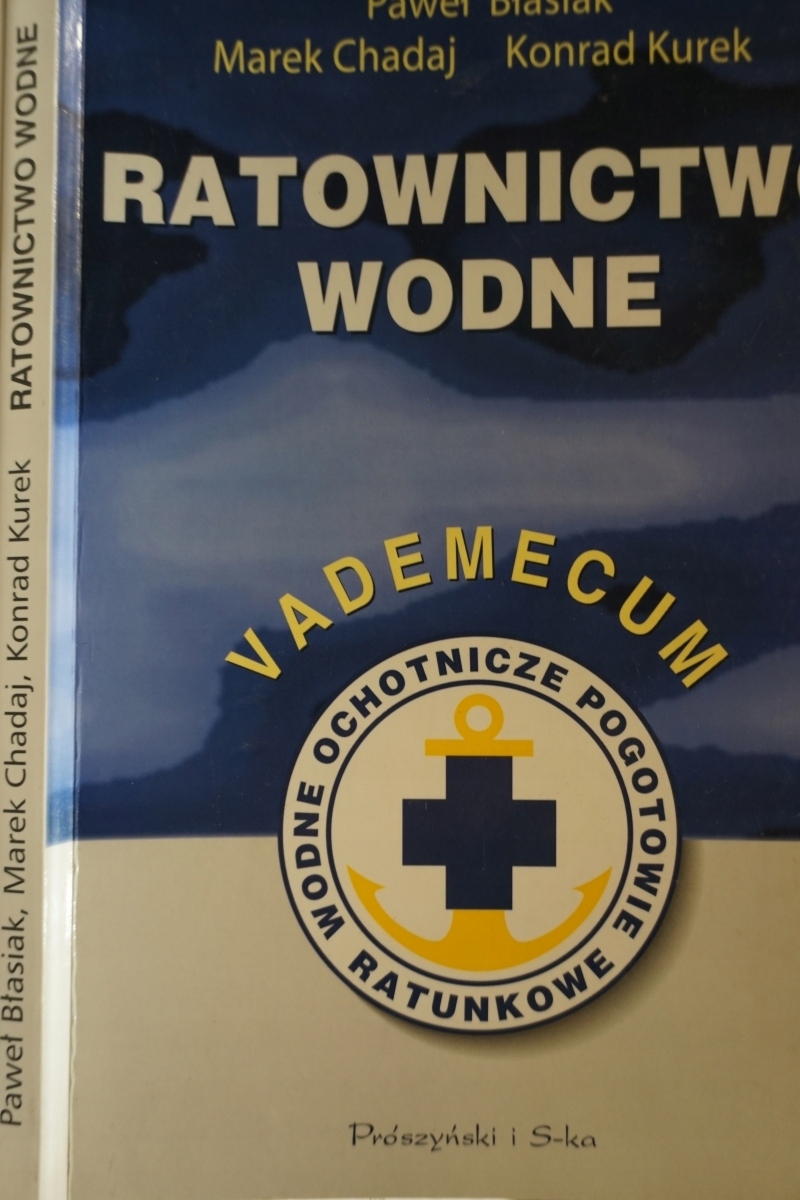 Paweł Błasiak
Marek Chadaj Konrad Kurek
RATOWNICTWO
WODNE
VADEMECUM
WODNE OCHOTNICZE POGOTOWIE RATUNKOWE
Prószyński i S-ka
Paweł Błasiak, Marek Chadaj, Konrad Kurek RATOWNICTWO WODNE